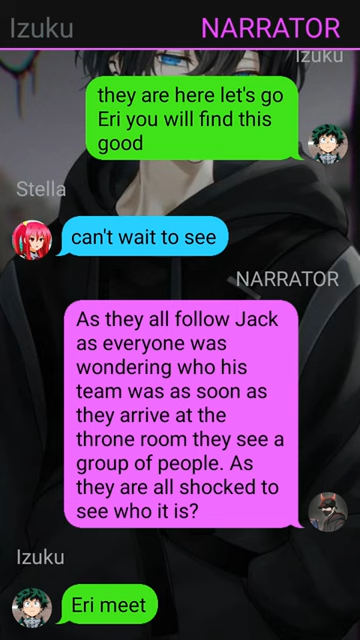 Izuku NARRATOR
Izuku
they are here let's go
Eri you will find this
good
Stella
can't wait to see
NARRATOR
As they all follow Jack
as everyone was
wondering who his
team was as soon as
they arrive at the
throne room they see a
group of people. As
they are all shocked to
see who it is?
Izuku
Eri meet